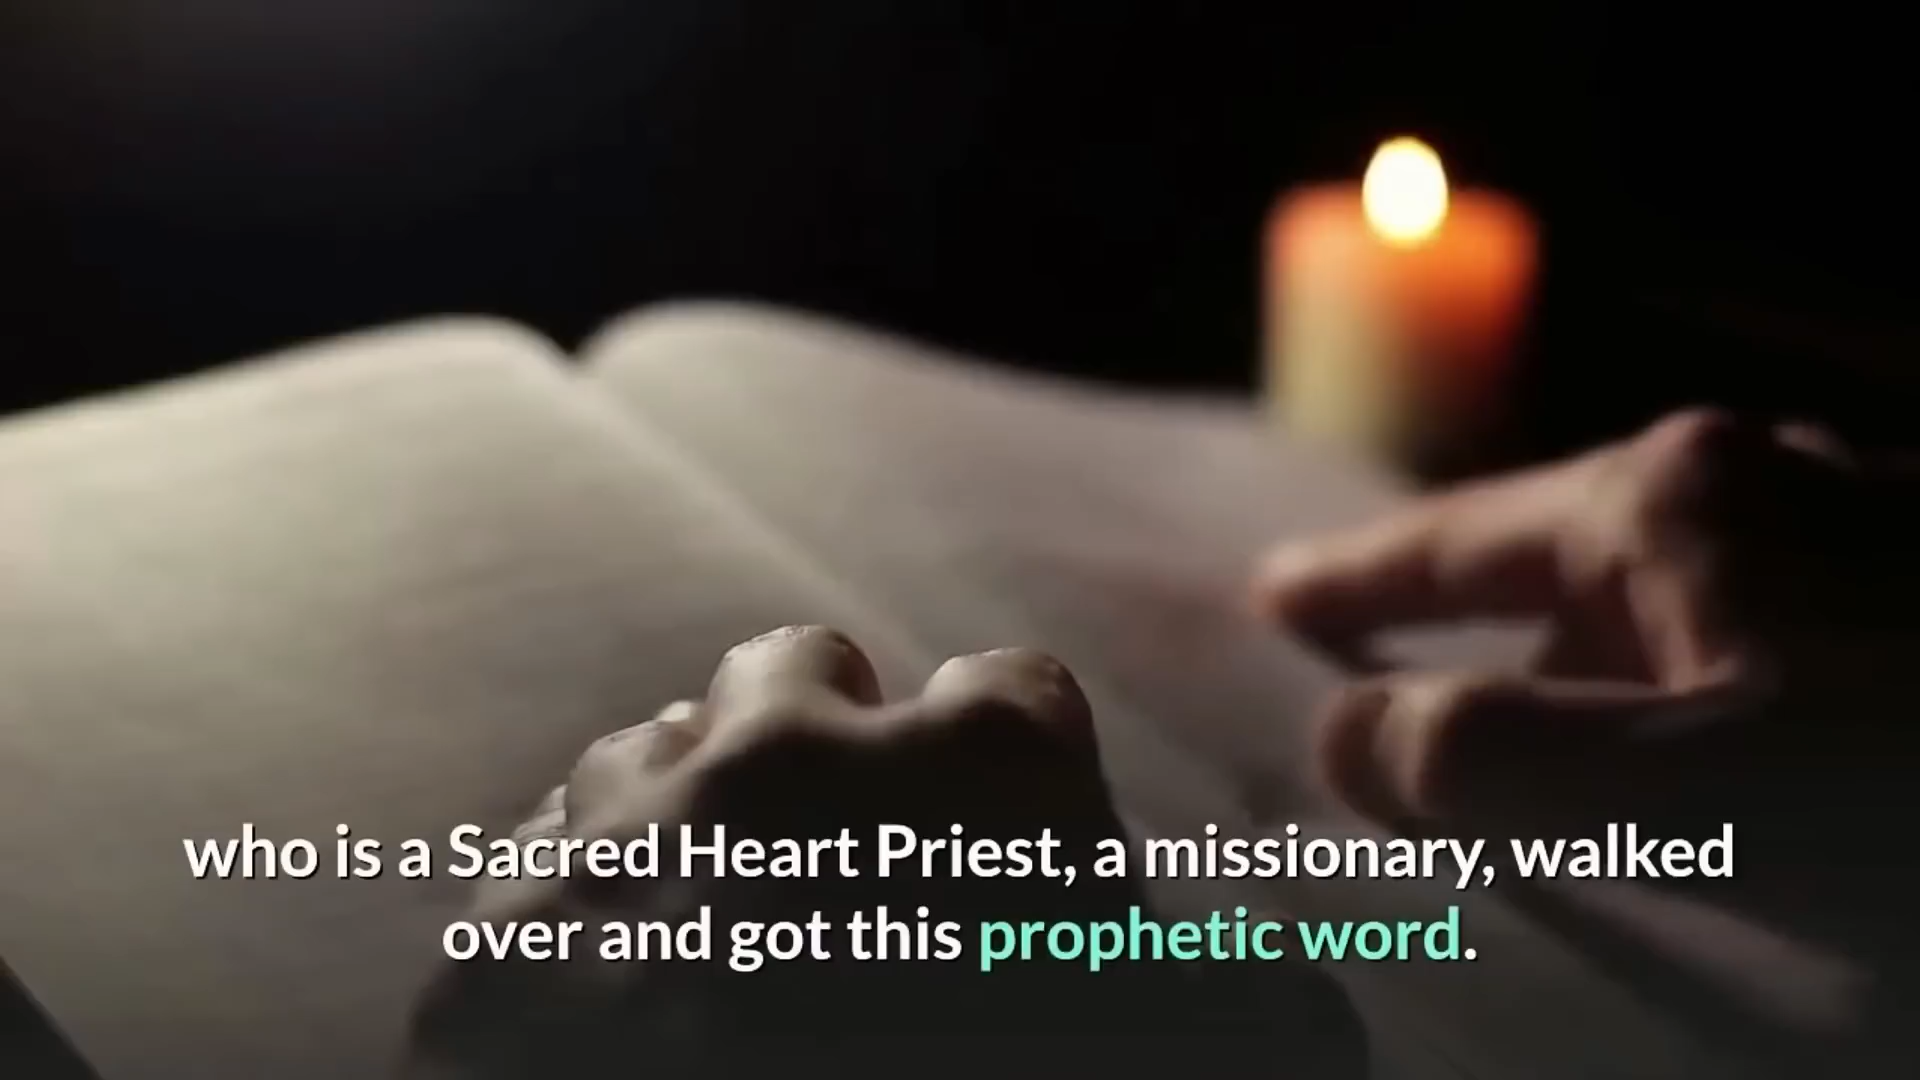 who is a Sacred Heart Priest, a missionary, walked
over and got this prophetic word.